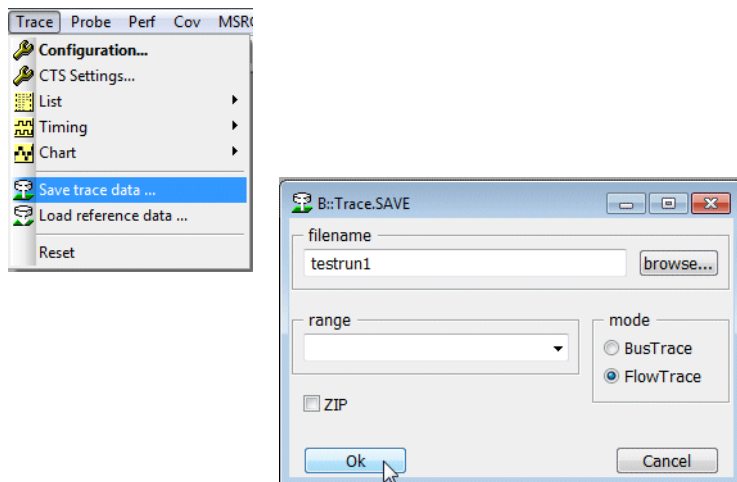 Trace Probe Perf Cov
Configuration...
CTS Settings...
List
Timing
Chart
Save trace data ...
Load reference data ...
Reset
B::Trace.SAVE
filename
testrun1 browse...
range mode
BusTrace
FlowTrace
ZIP
Ok Cancel